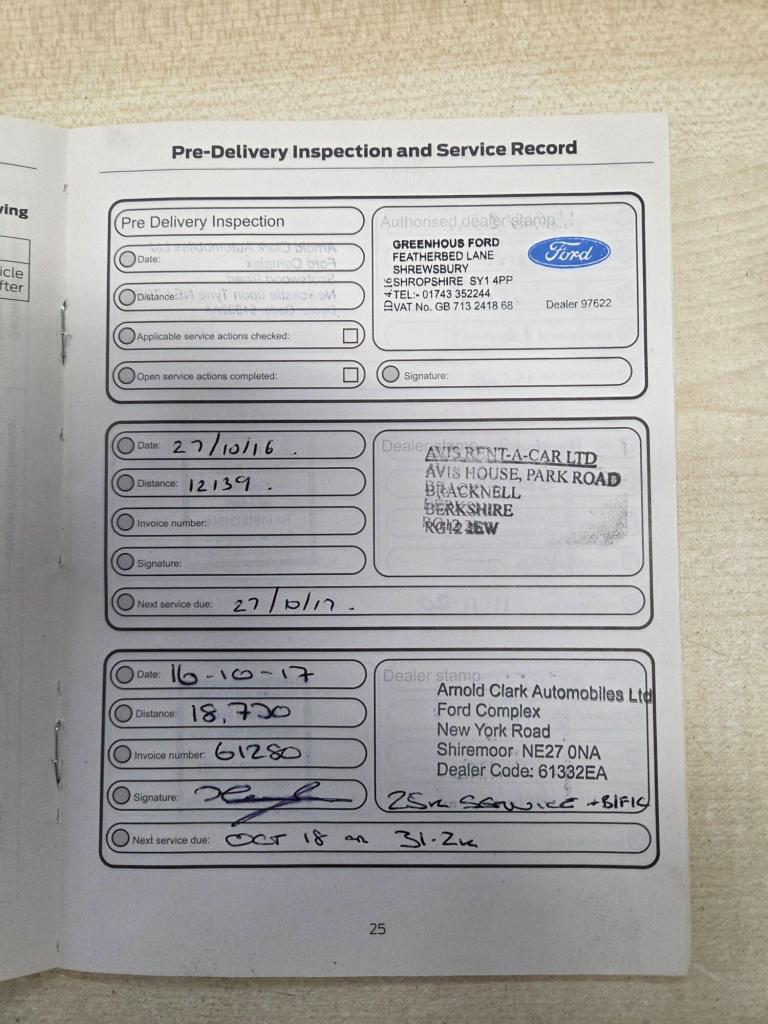 ving
icle
fter
Pre-Delivery Inspection and Service Record
Pre Delivery Inspection
Date:
Distance:
Applicable service actions checked:
Open service actions completed:
Authorised dealer stamp
GREENHOUS FORD
FEATHERBED LANE
SHREWSBURY
SHROPSHIRE SY1 4PP
TEL:- 01743 352244
VAT No. GB 713 2418 68
Ford
Dealer 97622
Signature:
Date: 27/10/16.
Distance: 12139.
Invoice number:
Signature:
Next service due: 27/10/17.
Dealer stamp
AVIS RENT-A-CAR LTD
AVIS HOUSE, PARK ROAD
BRACKNELL
BERKSHIRE
RG12 2EW
Date: 16-10-17
Distance: 18,720
Invoice number: 61280
Signature:
Dealer stamp
Arnold Clark Automobiles Ltd
Ford Complex
New York Road
Shiremoor NE27 0NA
Dealer Code: 61332EA
25K SERVICE
Next service due: OCT 18 or 31.2K
25